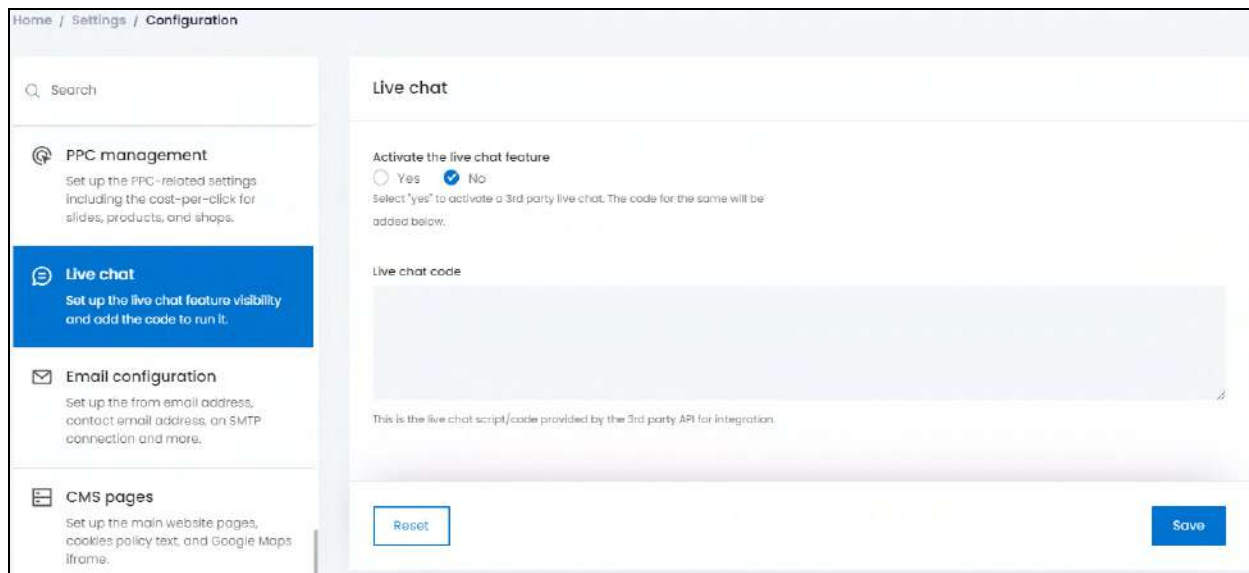 Home / Settings / Configuration
Search
PPC management
Set up the PPC-related settings
including the cost-per-click for
slides, products, and shops.
Live chat
Set up the live chat feature visibility
and add the code to run it.
Email configuration
Set up the from email address,
contact email address, an SMTP
connection and more.
CMS pages
Set up the main website pages,
cookies policy text, and Google Maps
iframe.
Live chat
Activate the live chat feature
Yes No
Select "yes" to activate a 3rd party live chat. The code for the same will be
added below.
Live chat code
This is the live chat script/code provided by the 3rd party API for integration.
Reset Save